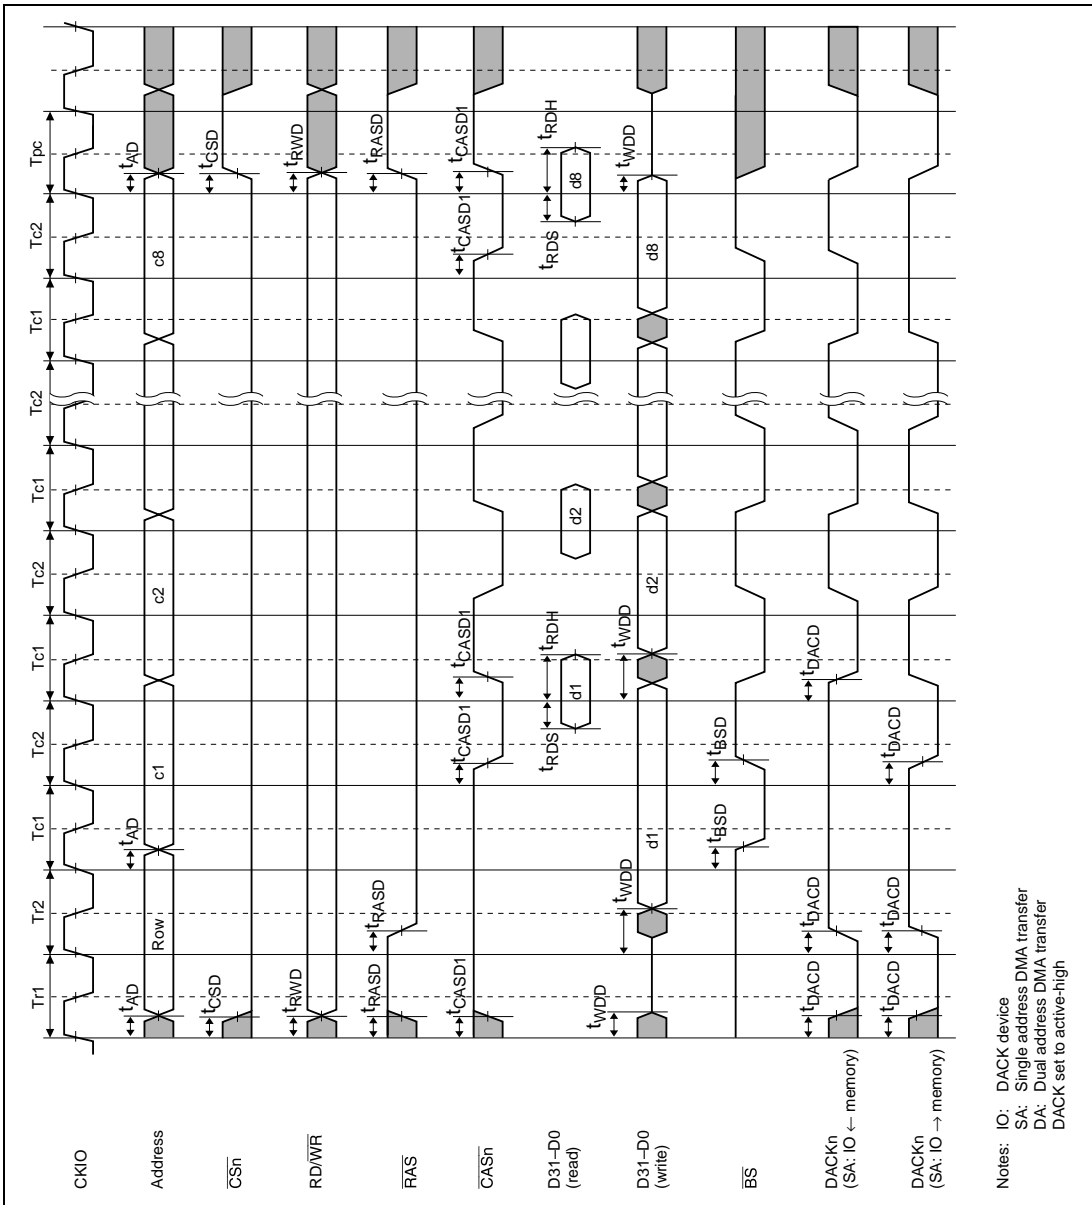 Tr1 Tr2 Tc1 Tc2 Tc1 Tc2 Tc1 Tc2 Tc1 Tc2 Tpc
CKIO
tAD tAD tAD
Address Row c1 c2 c8
tCSD tCSD
CSn
tRWD tRWD
RD/WR
tRASD tRASD tRASD
RAS
tCASD1 tCASD1 tCASD1 tCASD1 tCASD1
CASn
tRDS tRDH tRDS tRDH
D31–D0
(read) d1 d2 d8
tWDD tWDD tWDD tWDD
D31–D0
(write) d1 d2 d8
tBSD tBSD
BS
tDACD tDACD tDACD
DACKn
(SA: IO ← memory)
tDACD tDACD tDACD
DACKn
(SA: IO → memory)
Notes: IO: DACK device
SA: Single address DMA transfer
DA: Dual address DMA transfer
DACK set to active-high